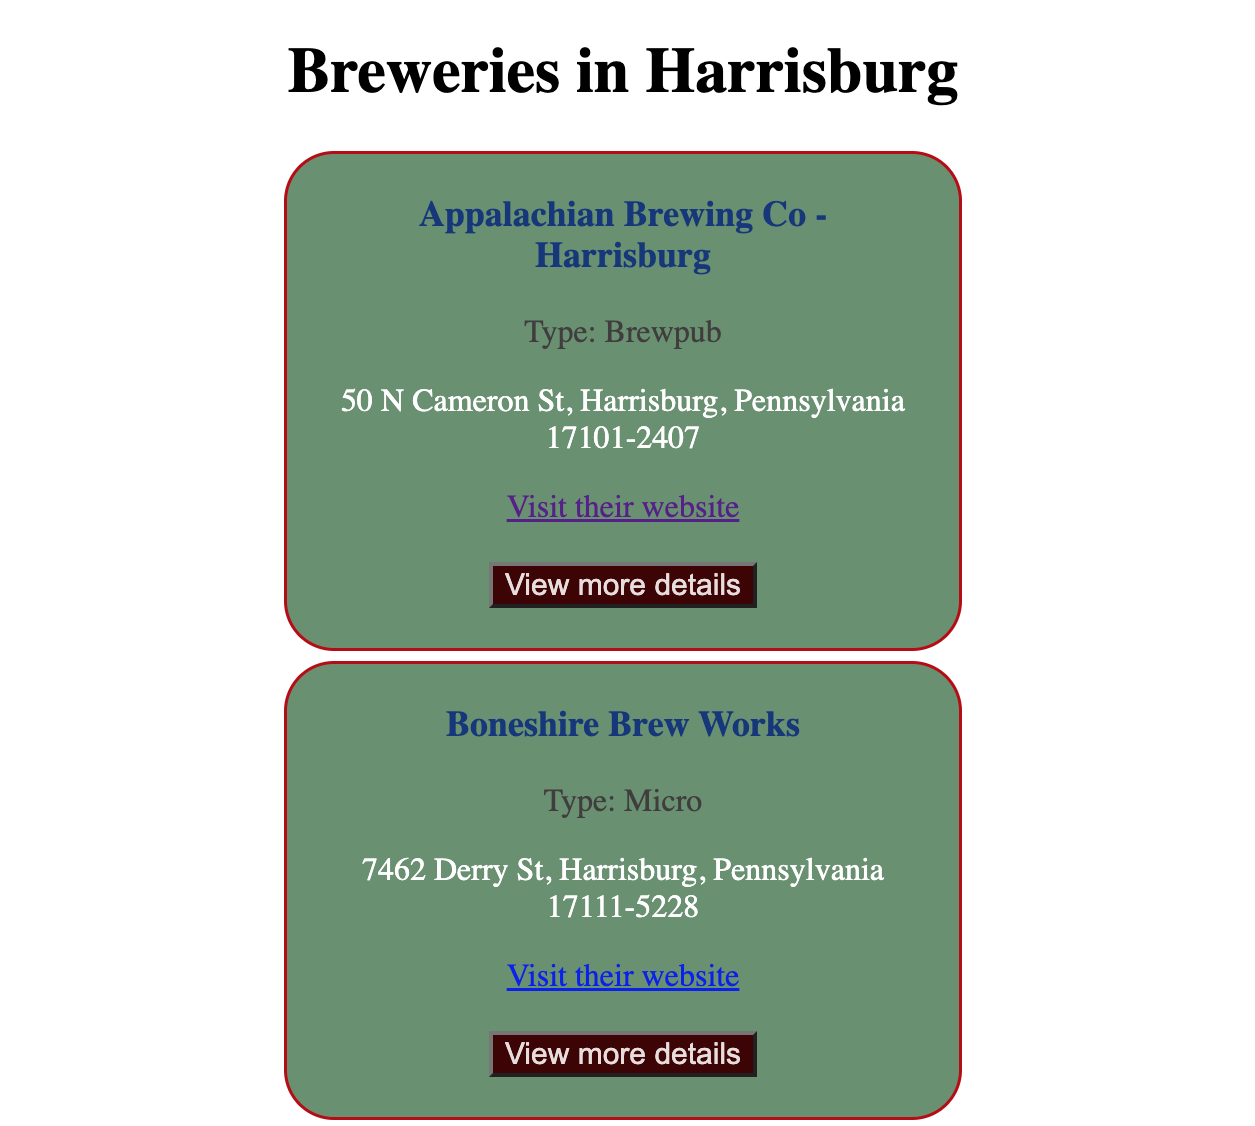 Breweries in Harrisburg
Appalachian Brewing Co -
Harrisburg
Type: Brewpub
50 N Cameron St, Harrisburg, Pennsylvania
17101-2407
Visit their website
View more details
Boneshire Brew Works
Type: Micro
7462 Derry St, Harrisburg, Pennsylvania
17111-5228
Visit their website
View more details